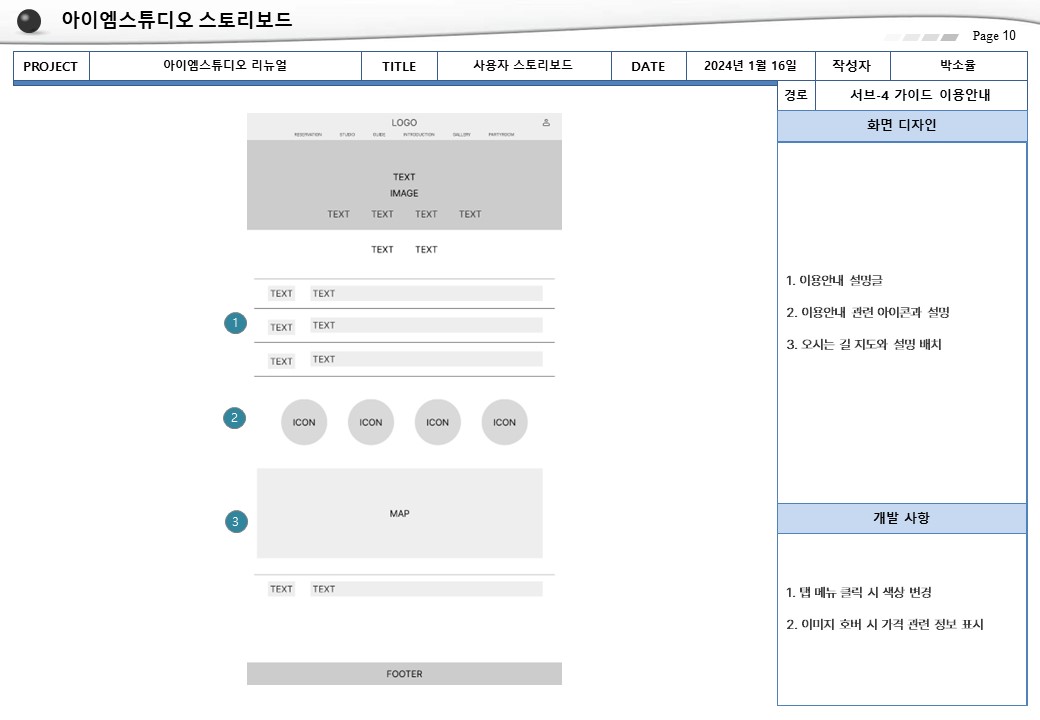 아이엠스튜디오 스토리보드
Page 10
PROJECT 아이엠스튜디오 리뉴얼 TITLE 사용자 스토리보드 DATE 2024년 1월 16일 작성자 박소율
경로 서브-4 가이드 이용안내
화면 디자인
LOGO
RESERVATION STUDIO GUIDE INTRODUCTION GALLERY PARTYROOM
TEXT
IMAGE
TEXT TEXT TEXT TEXT
TEXT TEXT
TEXT TEXT
1
TEXT TEXT
TEXT TEXT
2
ICON ICON ICON ICON
3
MAP
TEXT TEXT
FOOTER
1. 이용안내 설명글
2. 이용안내 관련 아이콘과 설명
3. 오시는 길 지도와 설명 배치
개발 사항
1. 탭 메뉴 클릭 시 색상 변경
2. 이미지 호버 시 가격 관련 정보 표시